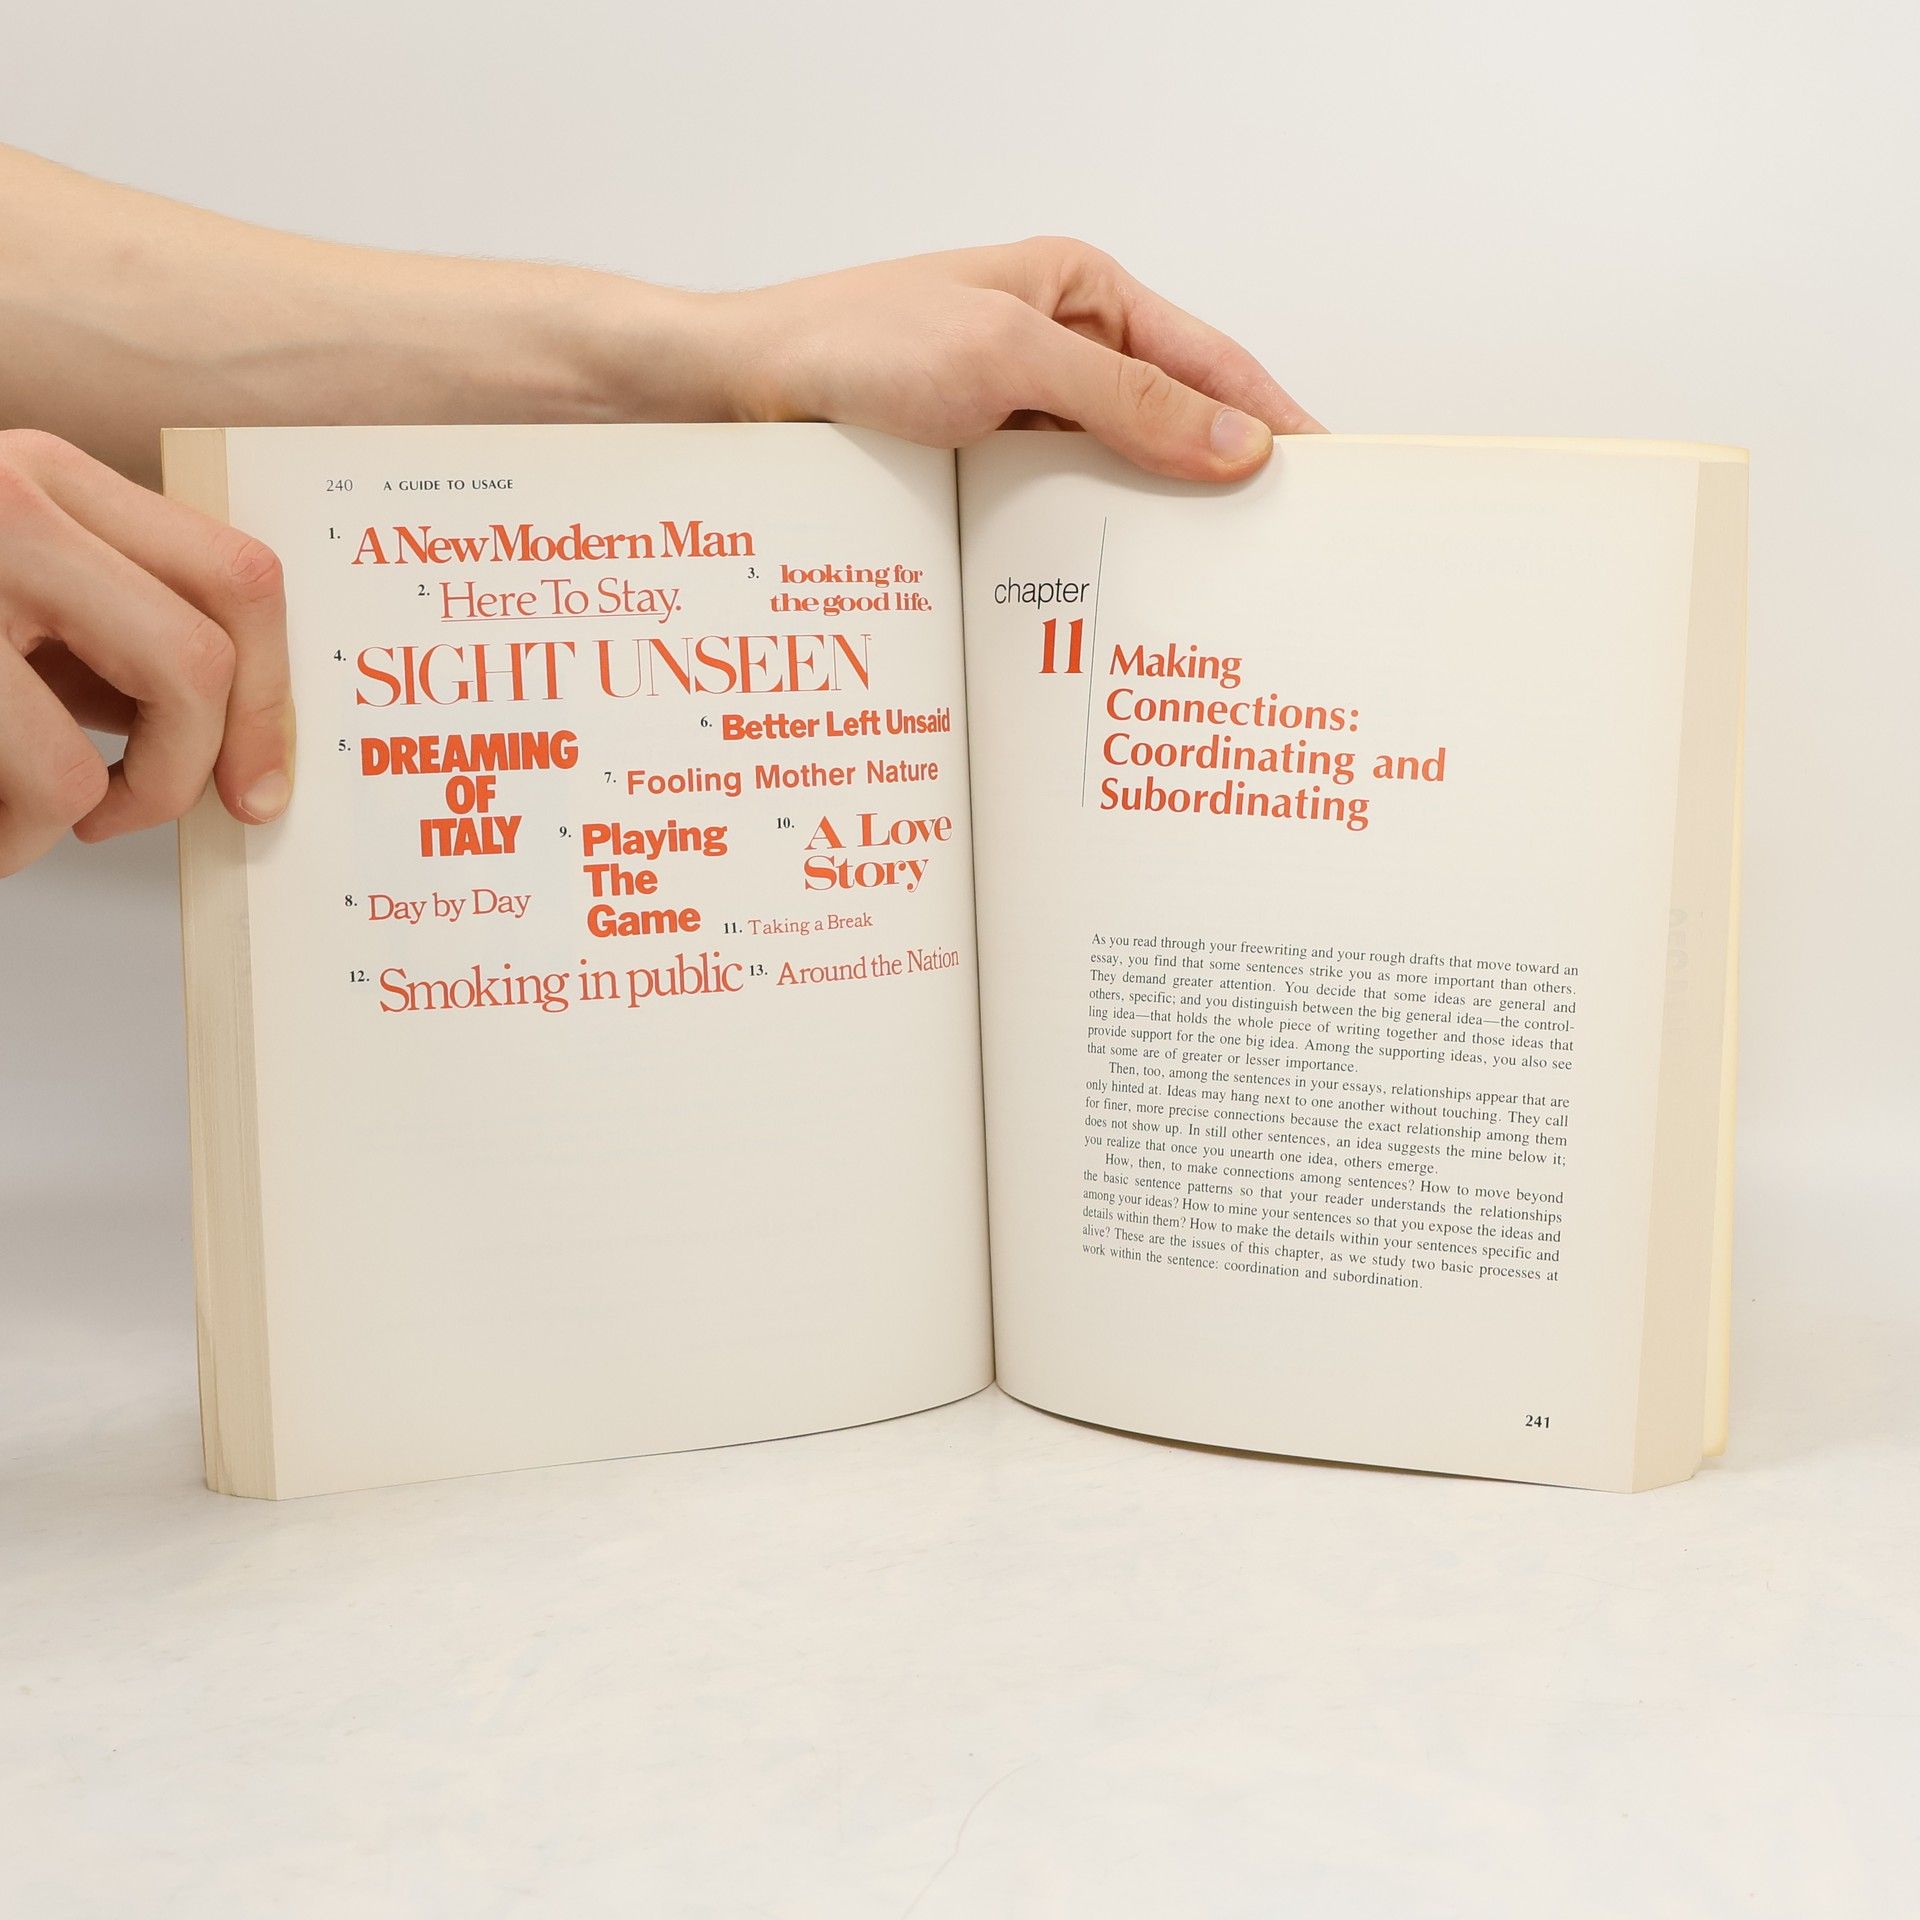 240 A GUIDE TO USAGE
1. A New Modern Man
2. Here To Stay.
3. looking for
the good life.
4. SIGHT UNSEEN
5. DREAMING
OF
ITALY
6. Better Left Unsaid
7. Fooling Mother Nature
8. Day by Day
9. Playing
The
Game
10. A Love
Story
11. Taking a Break
12. Smoking in public
13. Around the Nation
chapter
11
Making
Connections:
Coordinating and
Subordinating
As you read through your freewriting and your rough drafts that move toward an
essay, you find that some sentences strike you as more important than others.
They demand greater attention. You decide that some ideas are general and
others, specific; and you distinguish between the big general idea—the control-
ling idea—that holds the whole piece of writing together and those ideas that
provide support for the one big idea. Among the supporting ideas, you also see
that some are of greater or lesser importance.
Then, too, among the sentences in your essays, relationships appear that are
only hinted at. Ideas may hang next to one another without touching. They call
for finer, more precise connections because the exact relationship among them
does not show up. In still other sentences, an idea suggests the mine below it;
you realize that once you unearth one idea, others emerge.
How, then, to make connections among sentences? How to move beyond
the basic sentence patterns so that your reader understands the relationships
among your ideas? How to mine your sentences so that you expose the ideas and
details within them? How to make the details within your sentences specific and
alive? These are the issues of this chapter, as we study two basic processes at
work within the sentence: coordination and subordination.
241